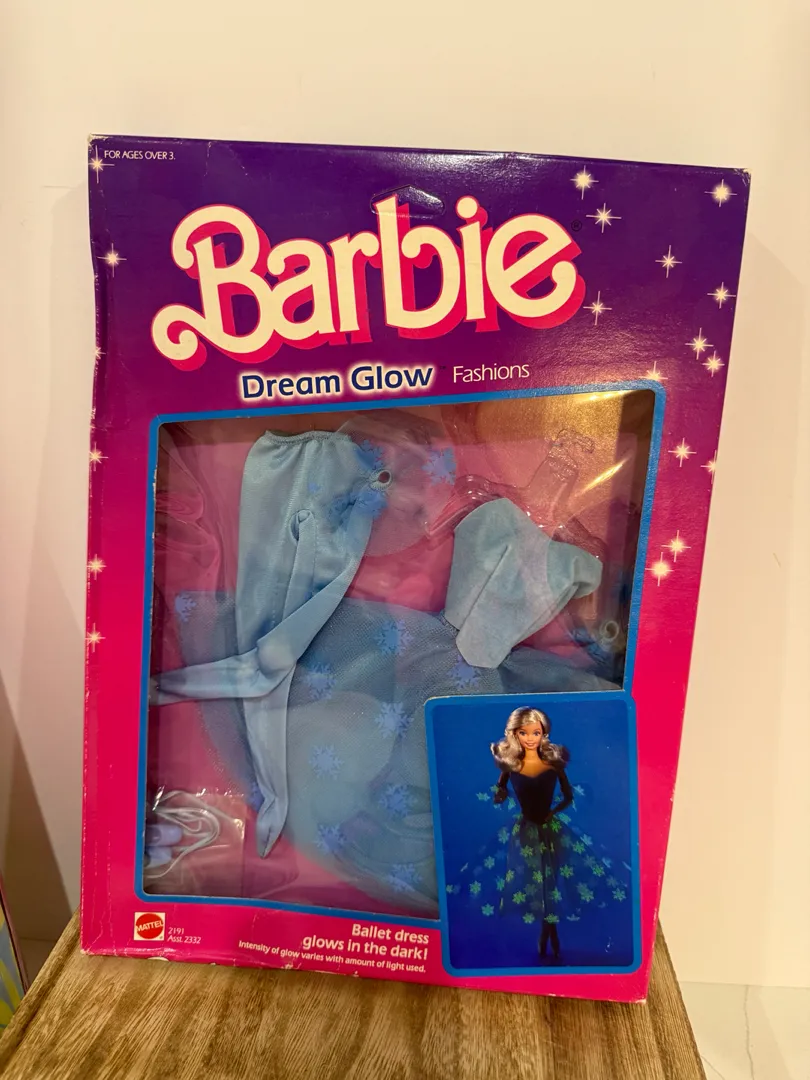 FOR AGES OVER 3.
Barbie®
Dream Glow Fashions
MATTEL
2191
Asst. 2332
Ballet dress
glows in the dark!
Intensity of glow varies with amount of light used.